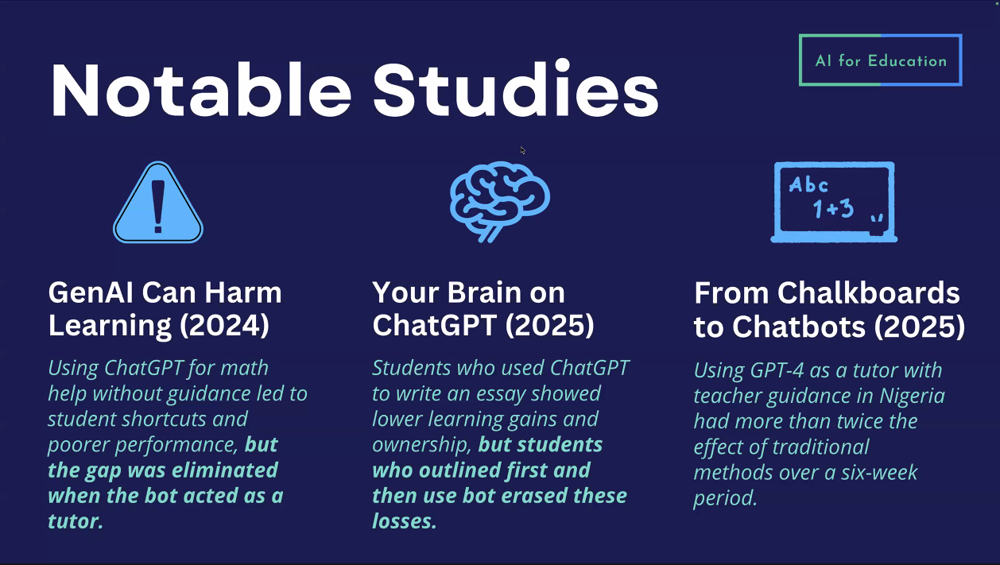 Notable Studies
AI for Education
Abc
1+3
GenAI Can Harm
Learning (2024)
Using ChatGPT for math
help without guidance led to
student shortcuts and
poorer performance, but
the gap was eliminated
when the bot acted as a
tutor.
Your Brain on
ChatGPT (2025)
Students who used ChatGPT
to write an essay showed
lower learning gains and
ownership, but students
who outlined first and
then use bot erased these
losses.
From Chalkboards
to Chatbots (2025)
Using GPT-4 as a tutor with
teacher guidance in Nigeria
had more than twice the
effect of traditional
methods over a six-week
period.